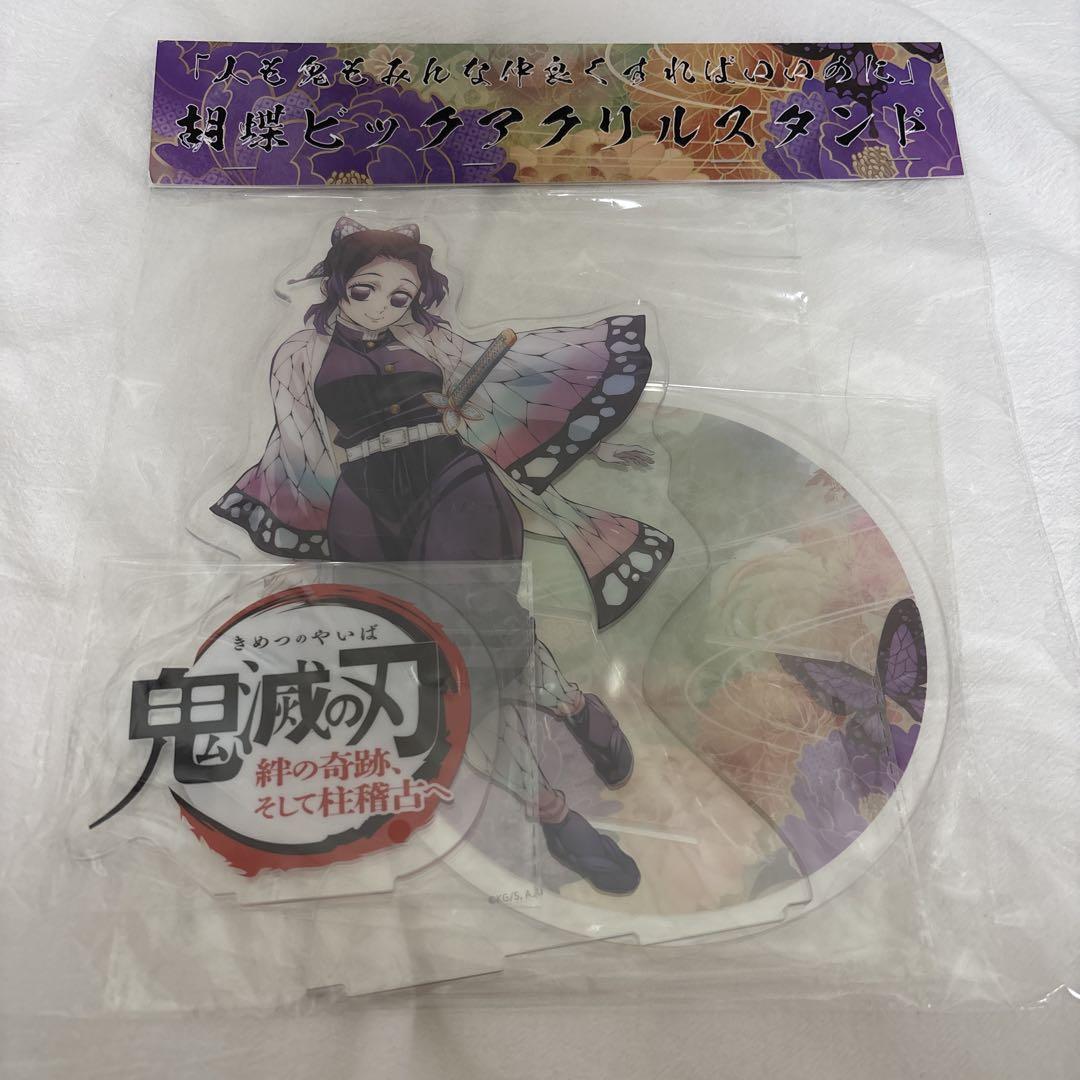 「人も鬼もみんな仲良くすればいいのに」
胡蝶ビックアクリルスタンド
きめつのやいば
鬼滅の刃
絆の奇跡、
そして柱稽古へ
©KG/S, A,